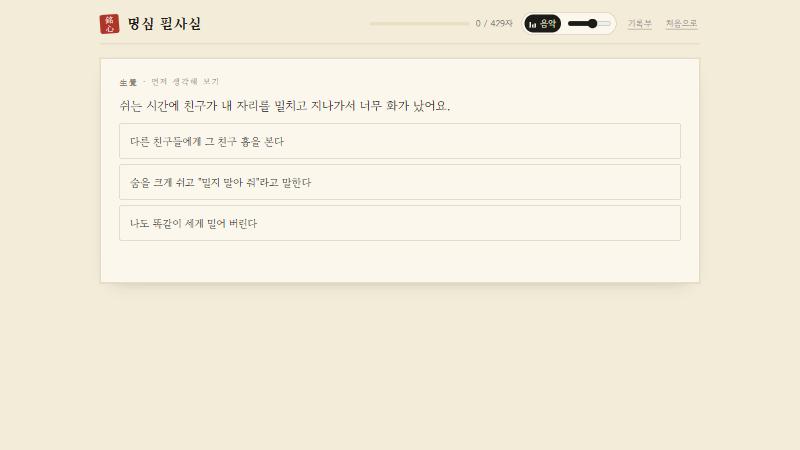 銘心
명심 필사실
0 / 429자
음악
기록부
처음으로
生覺 · 먼저 생각해 보기
쉬는 시간에 친구가 내 자리를 밀치고 지나가서 너무 화가 났어요.
다른 친구들에게 그 친구 흉을 본다
숨을 크게 쉬고 "밀지 말아 줘"라고 말한다
나도 똑같이 세게 밀어 버린다